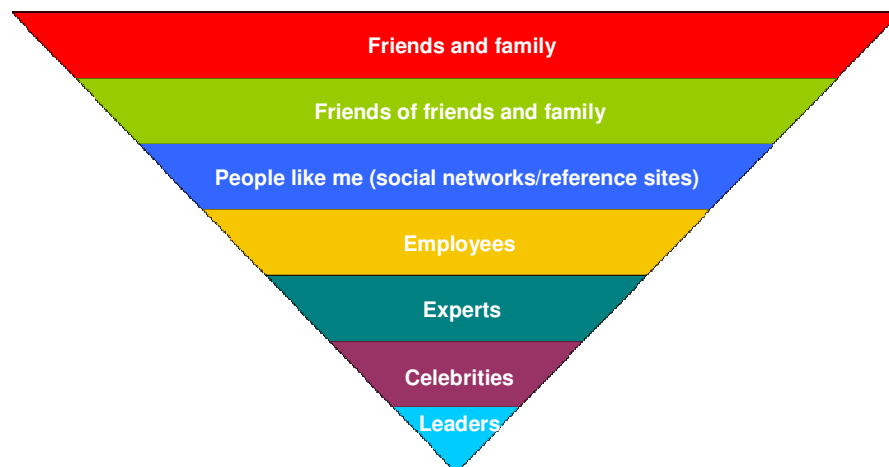 Friends and family
Friends of friends and family
People like me (social networks/reference sites)
Employees
Experts
Celebrities
Leaders